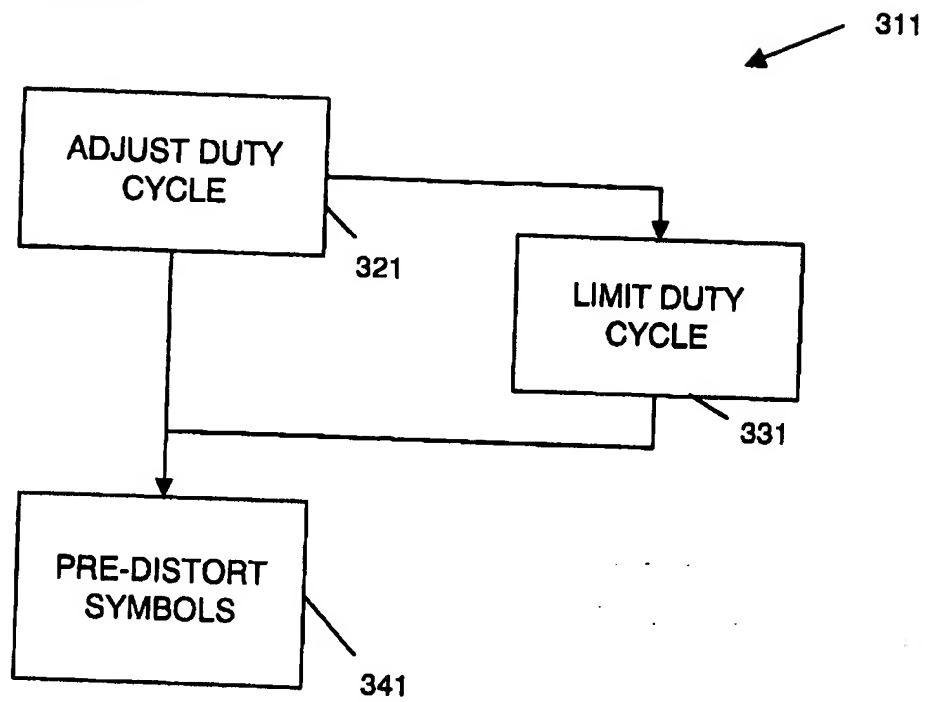 311
ADJUST DUTY
CYCLE
321
LIMIT DUTY
CYCLE
331
PRE-DISTORT
SYMBOLS
341